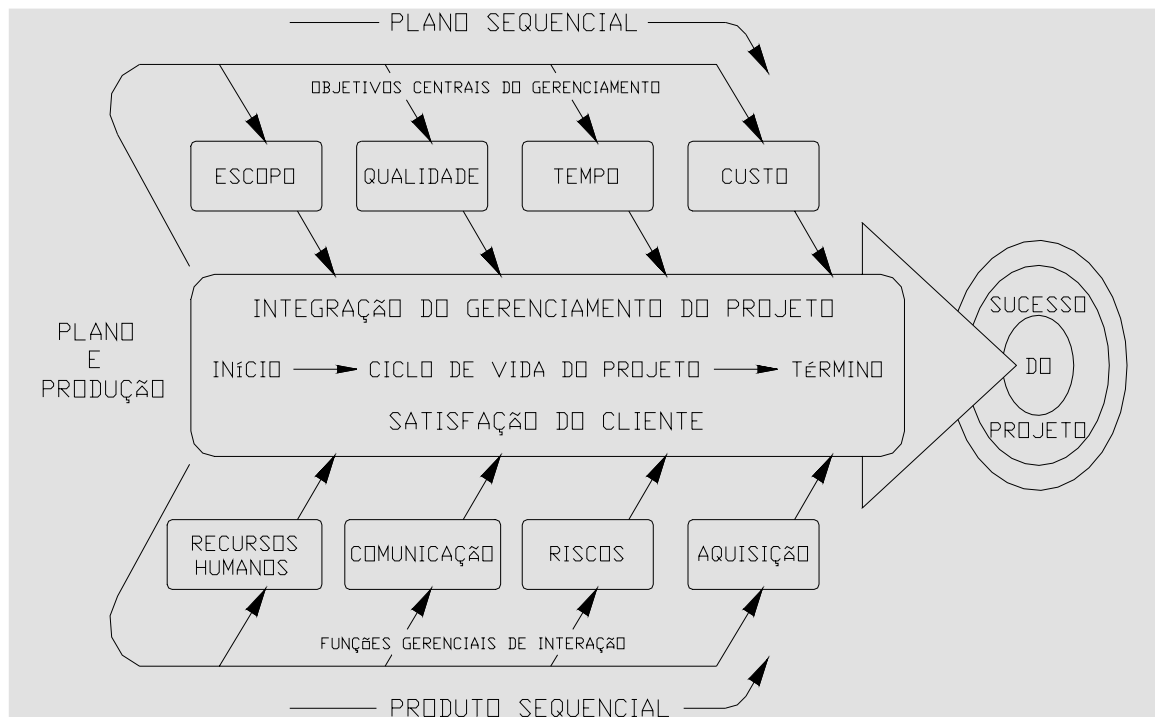 PLANO SEQUENCIAL
OBJETIVOS CENTRAIS DO GERENCIAMENTO
ESCOPO
QUALIDADE
TEMPO
CUSTO
INTEGRAÇÃO DO GERENCIAMENTO DO PROJETO
PLANO
E
PRODUÇÃO
INÍCIO
CICLO DE VIDA DO PROJETO
TÉRMINO
SATISFAÇÃO DO CLIENTE
SUCESSO
DO
PROJETO
RECURSOS
HUMANOS
COMUNICAÇÃO
RISCOS
AQUISIÇÃO
FUNÇÕES GERENCIAIS DE INTERAÇÃO
PRODUTO SEQUENCIAL